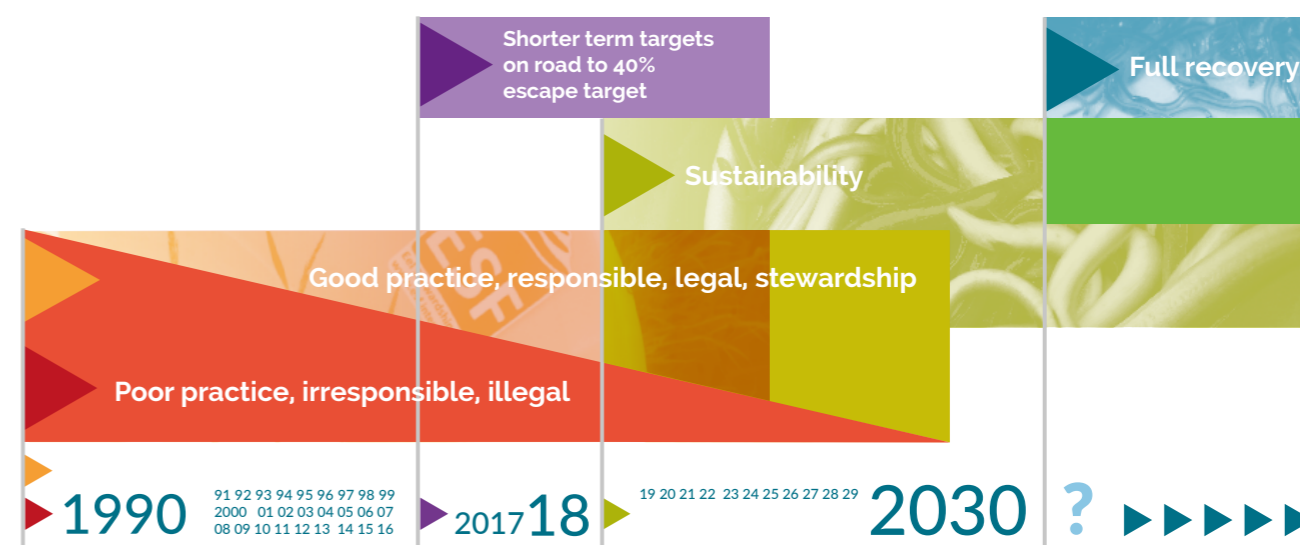 Shorter term targets
on road to 40%
escape target
Full recovery
Sustainability
ESF
Good practice, responsible, legal, stewardship
Poor practice, irresponsible, illegal
1990
91 92 93 94 95 96 97 98 99
2000 01 02 03 04 05 06 07
08 09 10 11 12 13 14 15 16
2017 18
19 20 21 22 23 24 25 26 27 28 29
2030
?